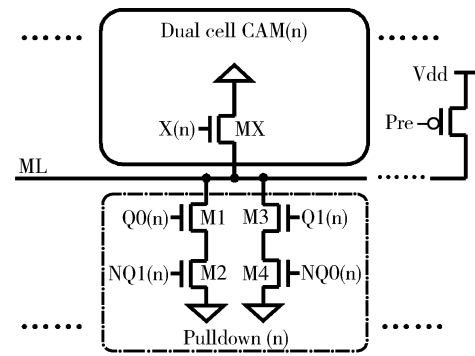 Dual cell CAM(n)
Vdd
X(n)
MX
Pre
ML
Q0(n)
M1
M3
Q1(n)
NQ1(n)
M2
M4
NQ0(n)
Pulldown (n)